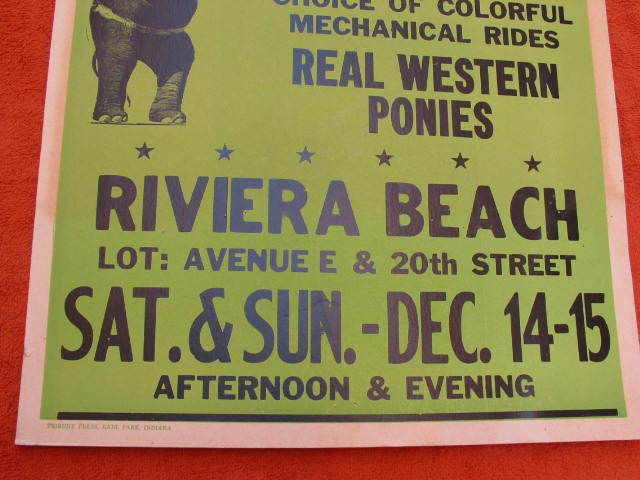 CHOICE OF COLORFUL
MECHANICAL RIDES
REAL WESTERN
PONIES
RIVIERA BEACH
LOT: AVENUE E & 20th STREET
SAT. & SUN. - DEC. 14-15
AFTERNOON & EVENING
TRIBUNE PRESS, EARL PARK, INDIANA